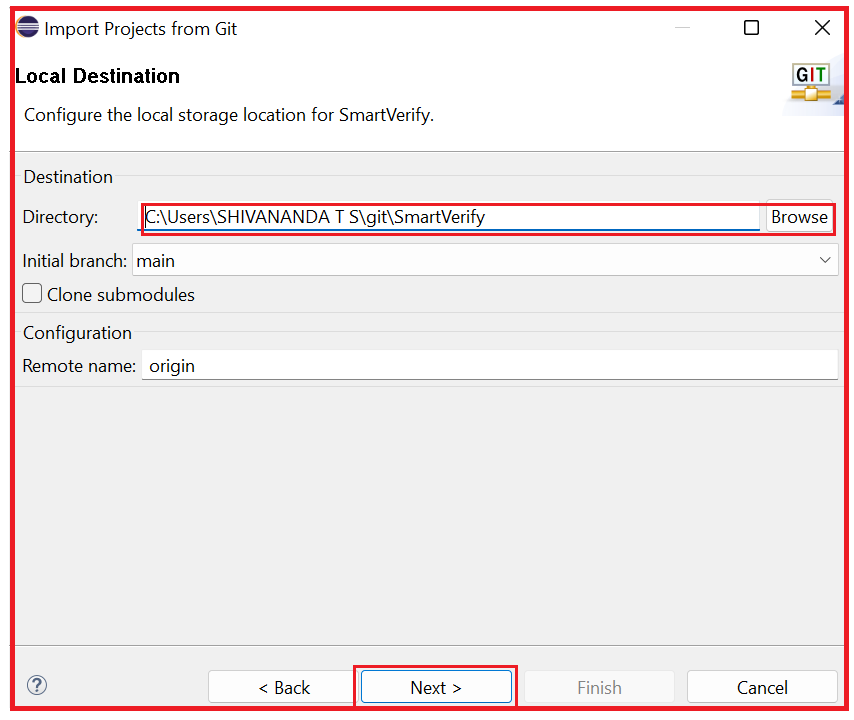 Import Projects from Git
Local Destination
GIT
Configure the local storage location for SmartVerify.
Destination
Directory: C:\Users\SHIVANANDA T S\git\SmartVerify Browse
Initial branch: main
Clone submodules
Configuration
Remote name: origin
? < Back Next > Finish Cancel